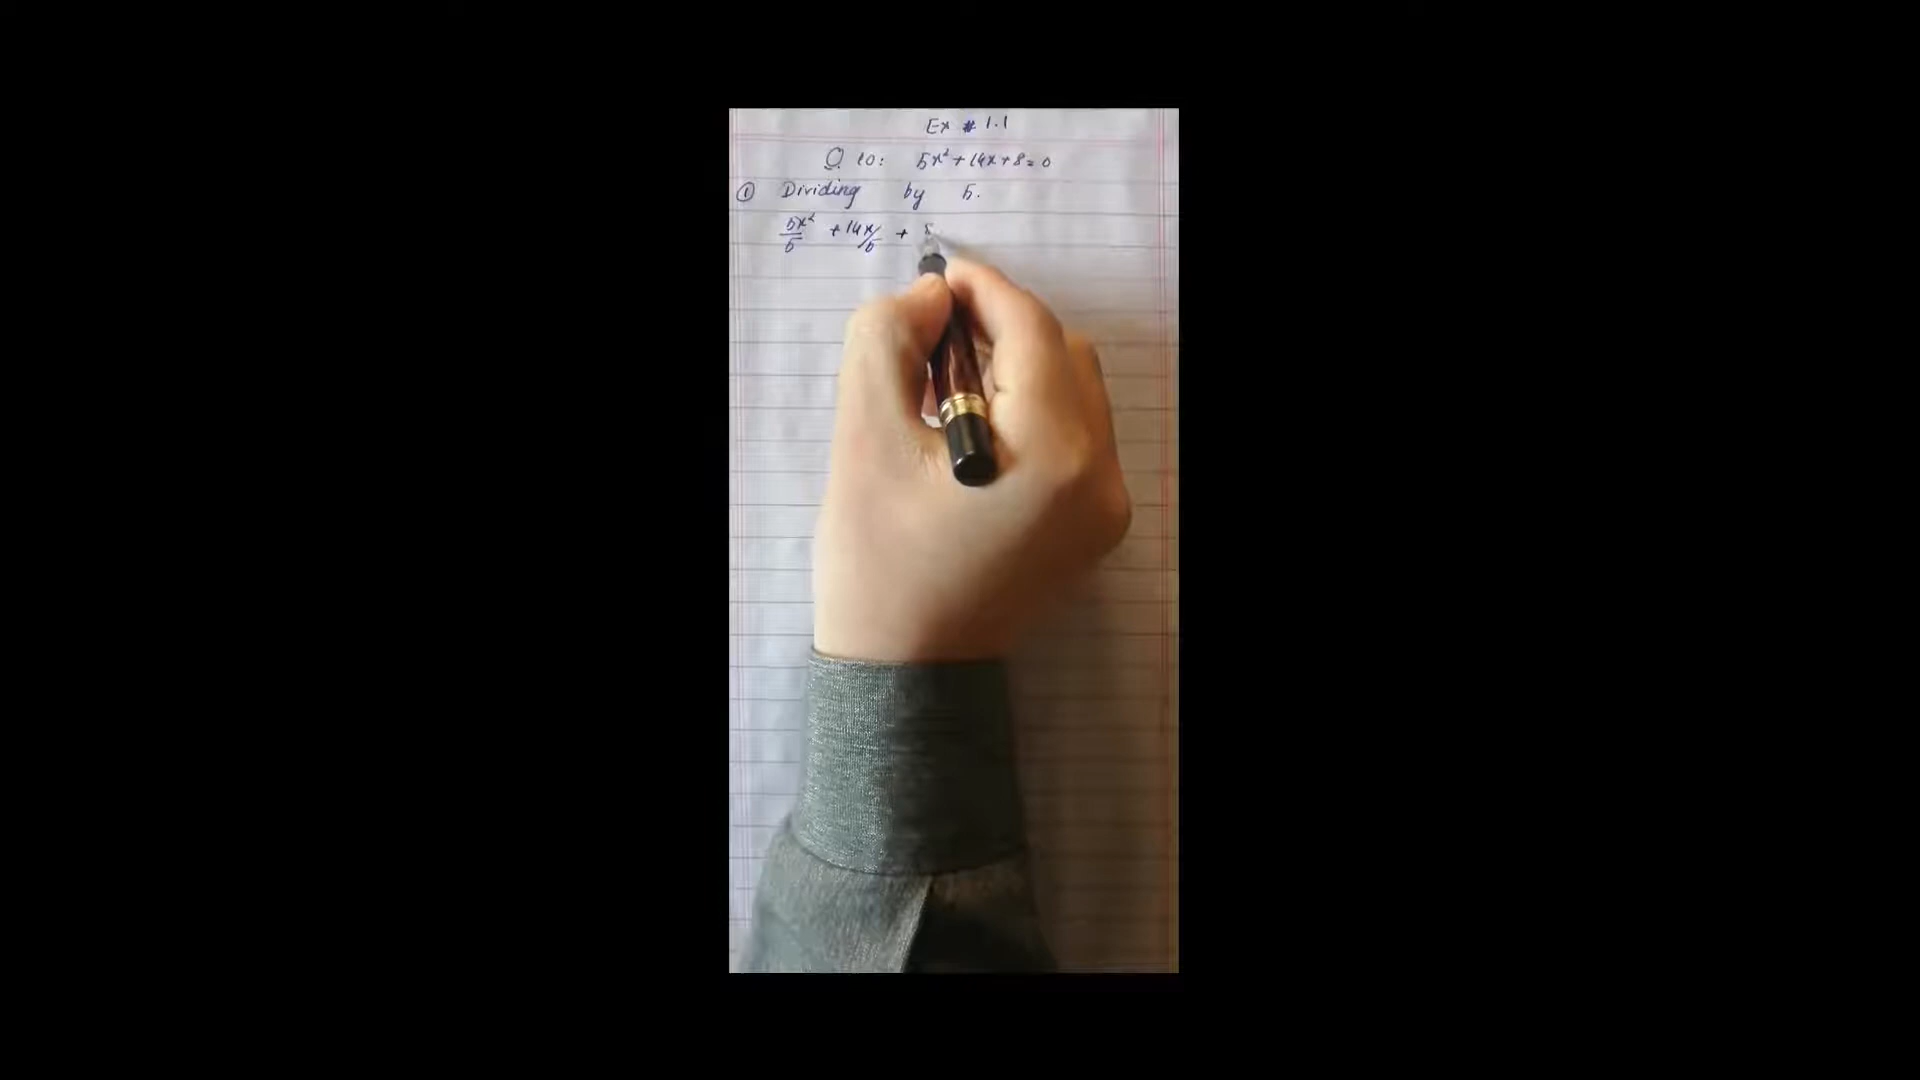 Ex # 1.1
Q 10: 5x² + 14x + 8 = 0
① Dividing by 5.
5x²/5 + 14x/5 +